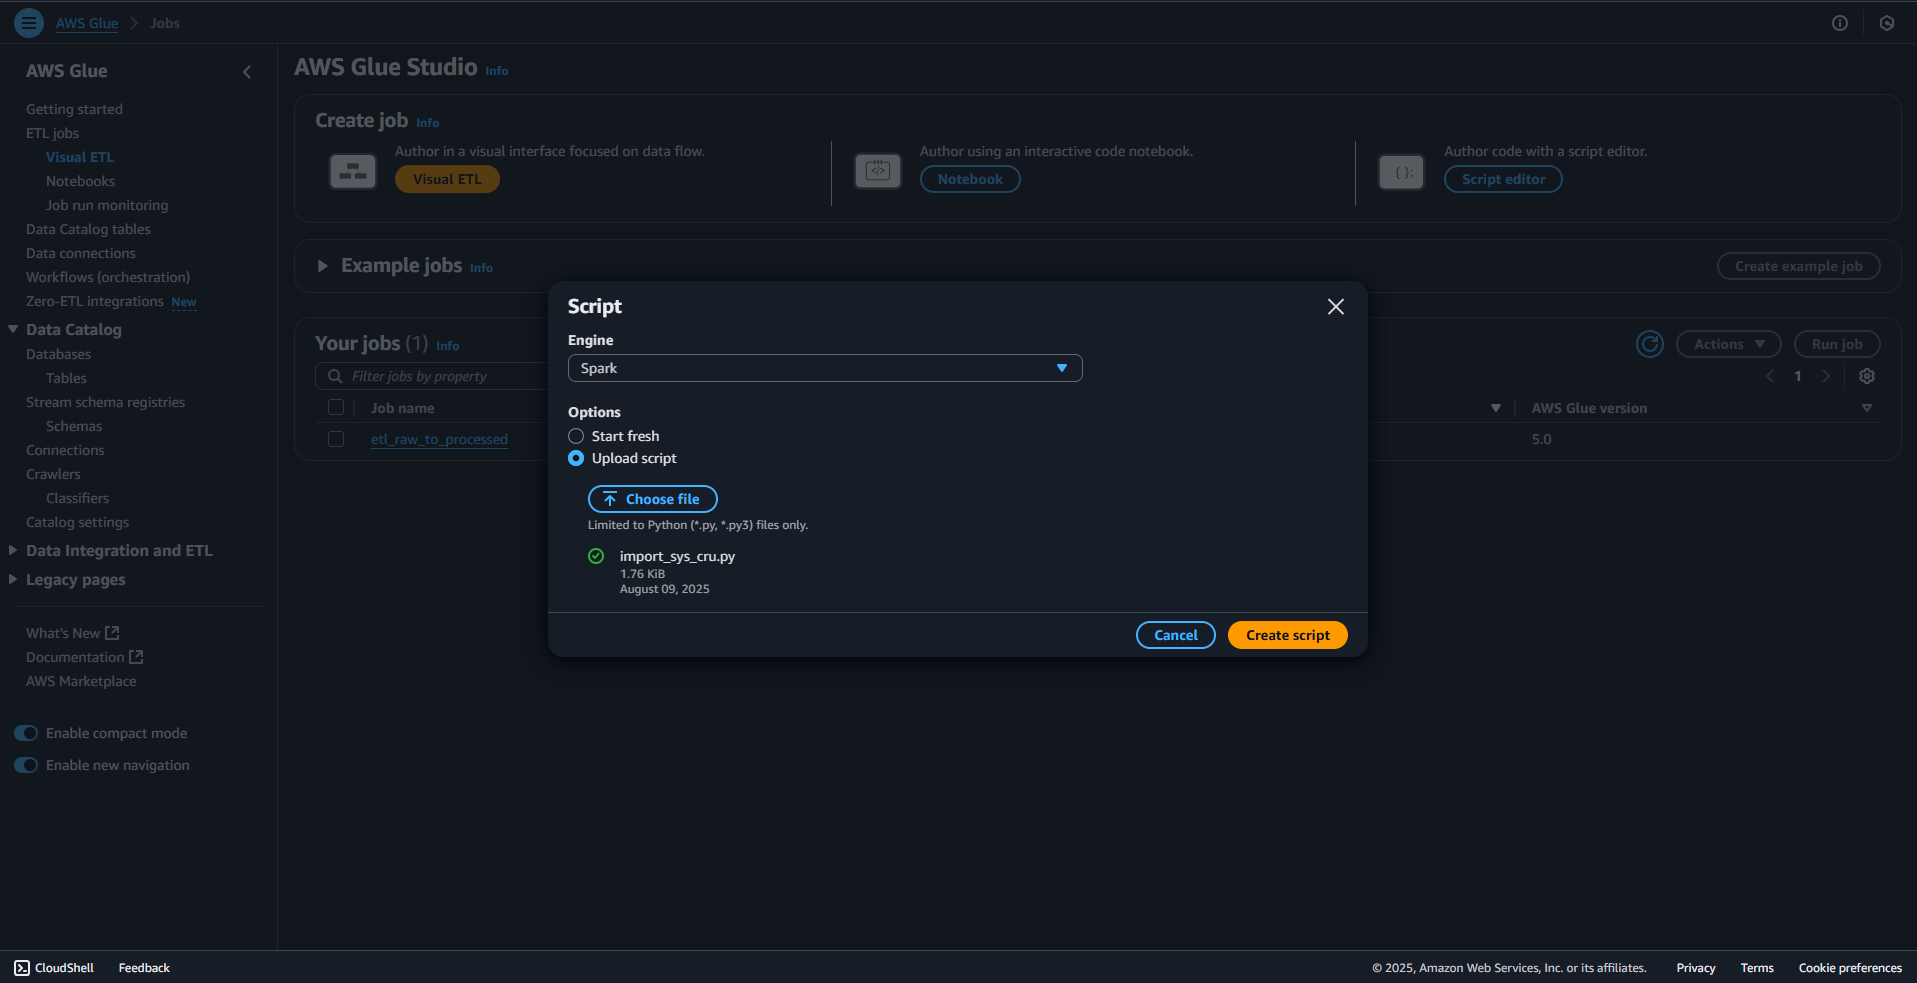 AWS Glue > Jobs
AWS Glue
Getting started
ETL jobs
Visual ETL
Notebooks
Job run monitoring
Data Catalog tables
Data connections
Workflows (orchestration)
Zero-ETL integrations New
Data Catalog
Databases
Tables
Stream schema registries
Schemas
Connections
Crawlers
Classifiers
Catalog settings
Data Integration and ETL
Legacy pages
What's New
Documentation
AWS Marketplace
Enable compact mode
Enable new navigation
AWS Glue Studio Info
Create job Info
Author in a visual interface focused on data flow.
Visual ETL
Author using an interactive code notebook.
Notebook
Author code with a script editor.
Script editor
Example jobs Info
Create example job
Your jobs (1) Info
Actions
Run job
Filter jobs by property
1
Job name
AWS Glue version
etl_raw_to_processed
5.0
Script
Engine
Spark
Options
Start fresh
Upload script
Choose file
Limited to Python (*.py, *.py3) files only.
import_sys_cru.py
1.76 KiB
August 09, 2025
Cancel
Create script
CloudShell
Feedback
© 2025, Amazon Web Services, Inc. or its affiliates.
Privacy
Terms
Cookie preferences